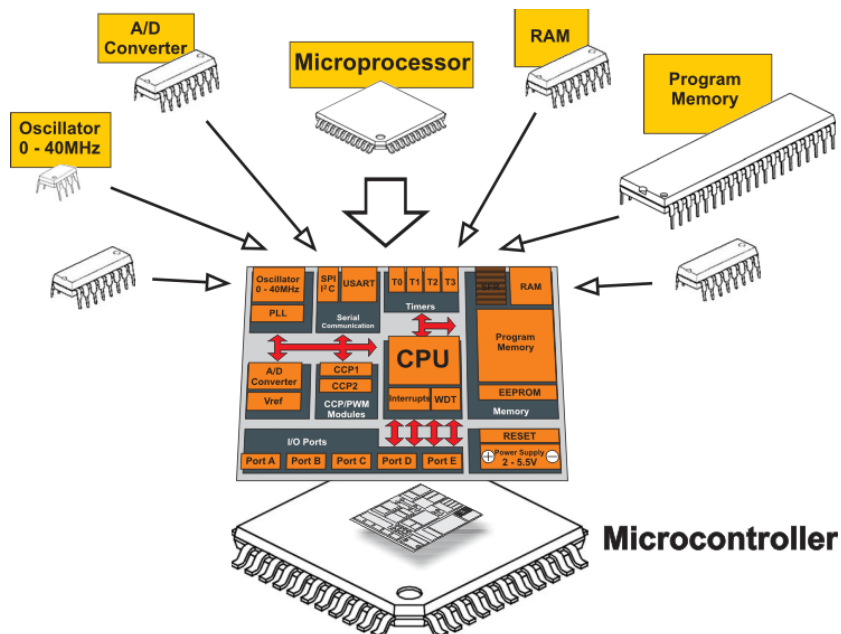 A/D
Converter
Microprocessor
RAM
Program
Memory
Oscillator
0 - 40MHz
Oscillator
0 - 40MHz
PLL
SPI
I²C
USART
Serial
Communication
T0 T1 T2 T3
Timers
SFR
RAM
Program
Memory
EEPROM
Memory
A/D
Converter
Vref
CCP1
CCP2
CCP/PWM
Modules
CPU
Interrupts
WDT
I/O Ports
Port A Port B Port C Port D Port E
RESET
Power Supply
2 - 5.5V
+ −
Microcontroller